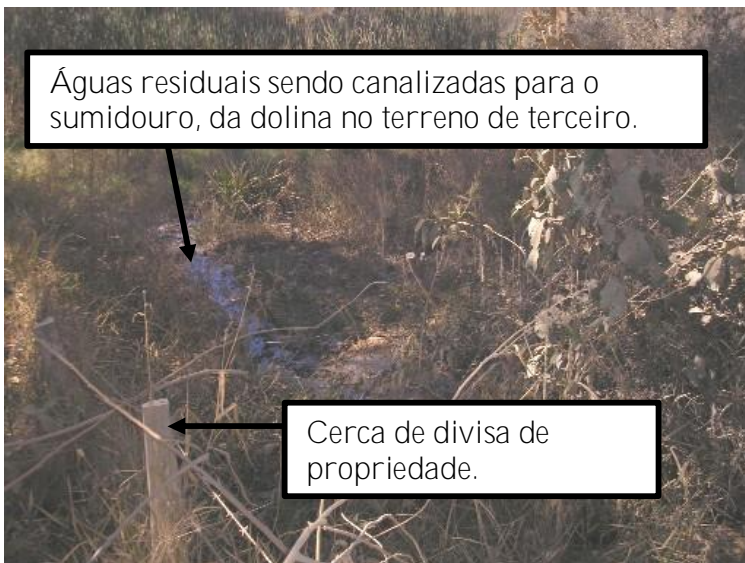 Águas residuais sendo canalizadas para o
sumidouro, da dolina no terreno de terceiro.
Cerca de divisa de
propriedade.